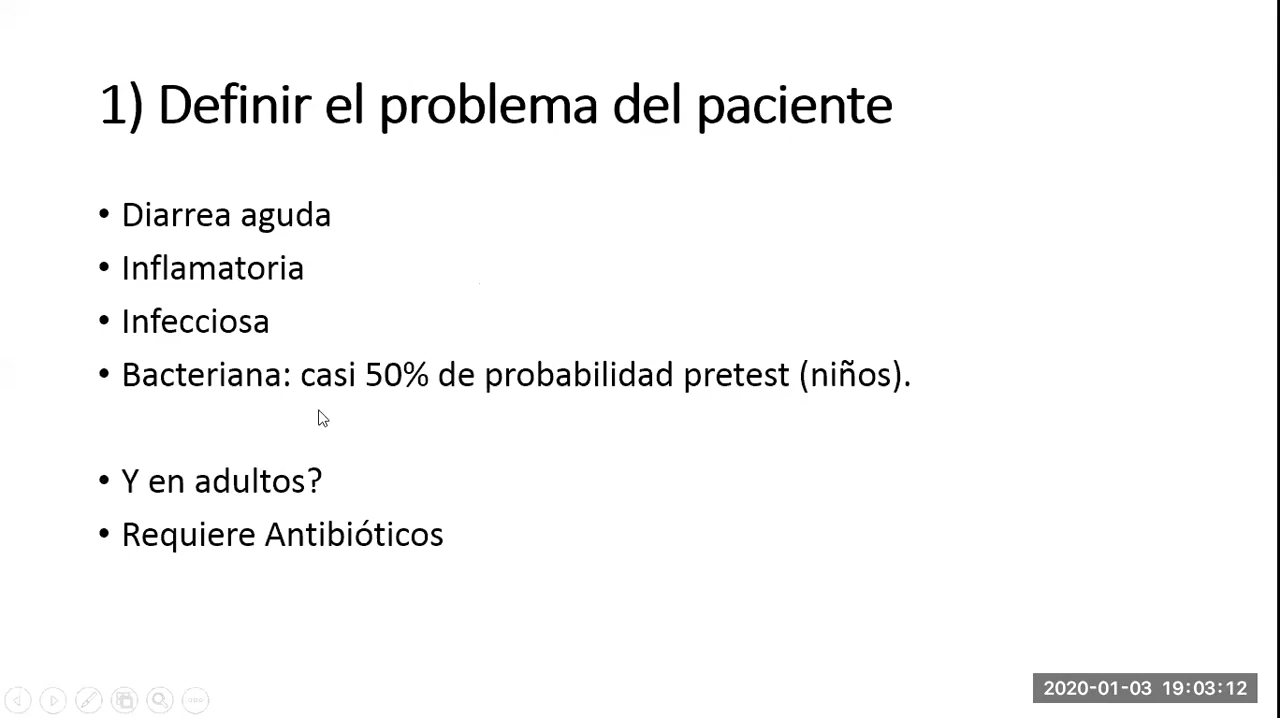 1) Definir el problema del paciente
• Diarrea aguda
• Inflamatoria
• Infecciosa
• Bacteriana: casi 50% de probabilidad pretest (niños).
• Y en adultos?
• Requiere Antibióticos
2020-01-03 19:03:12